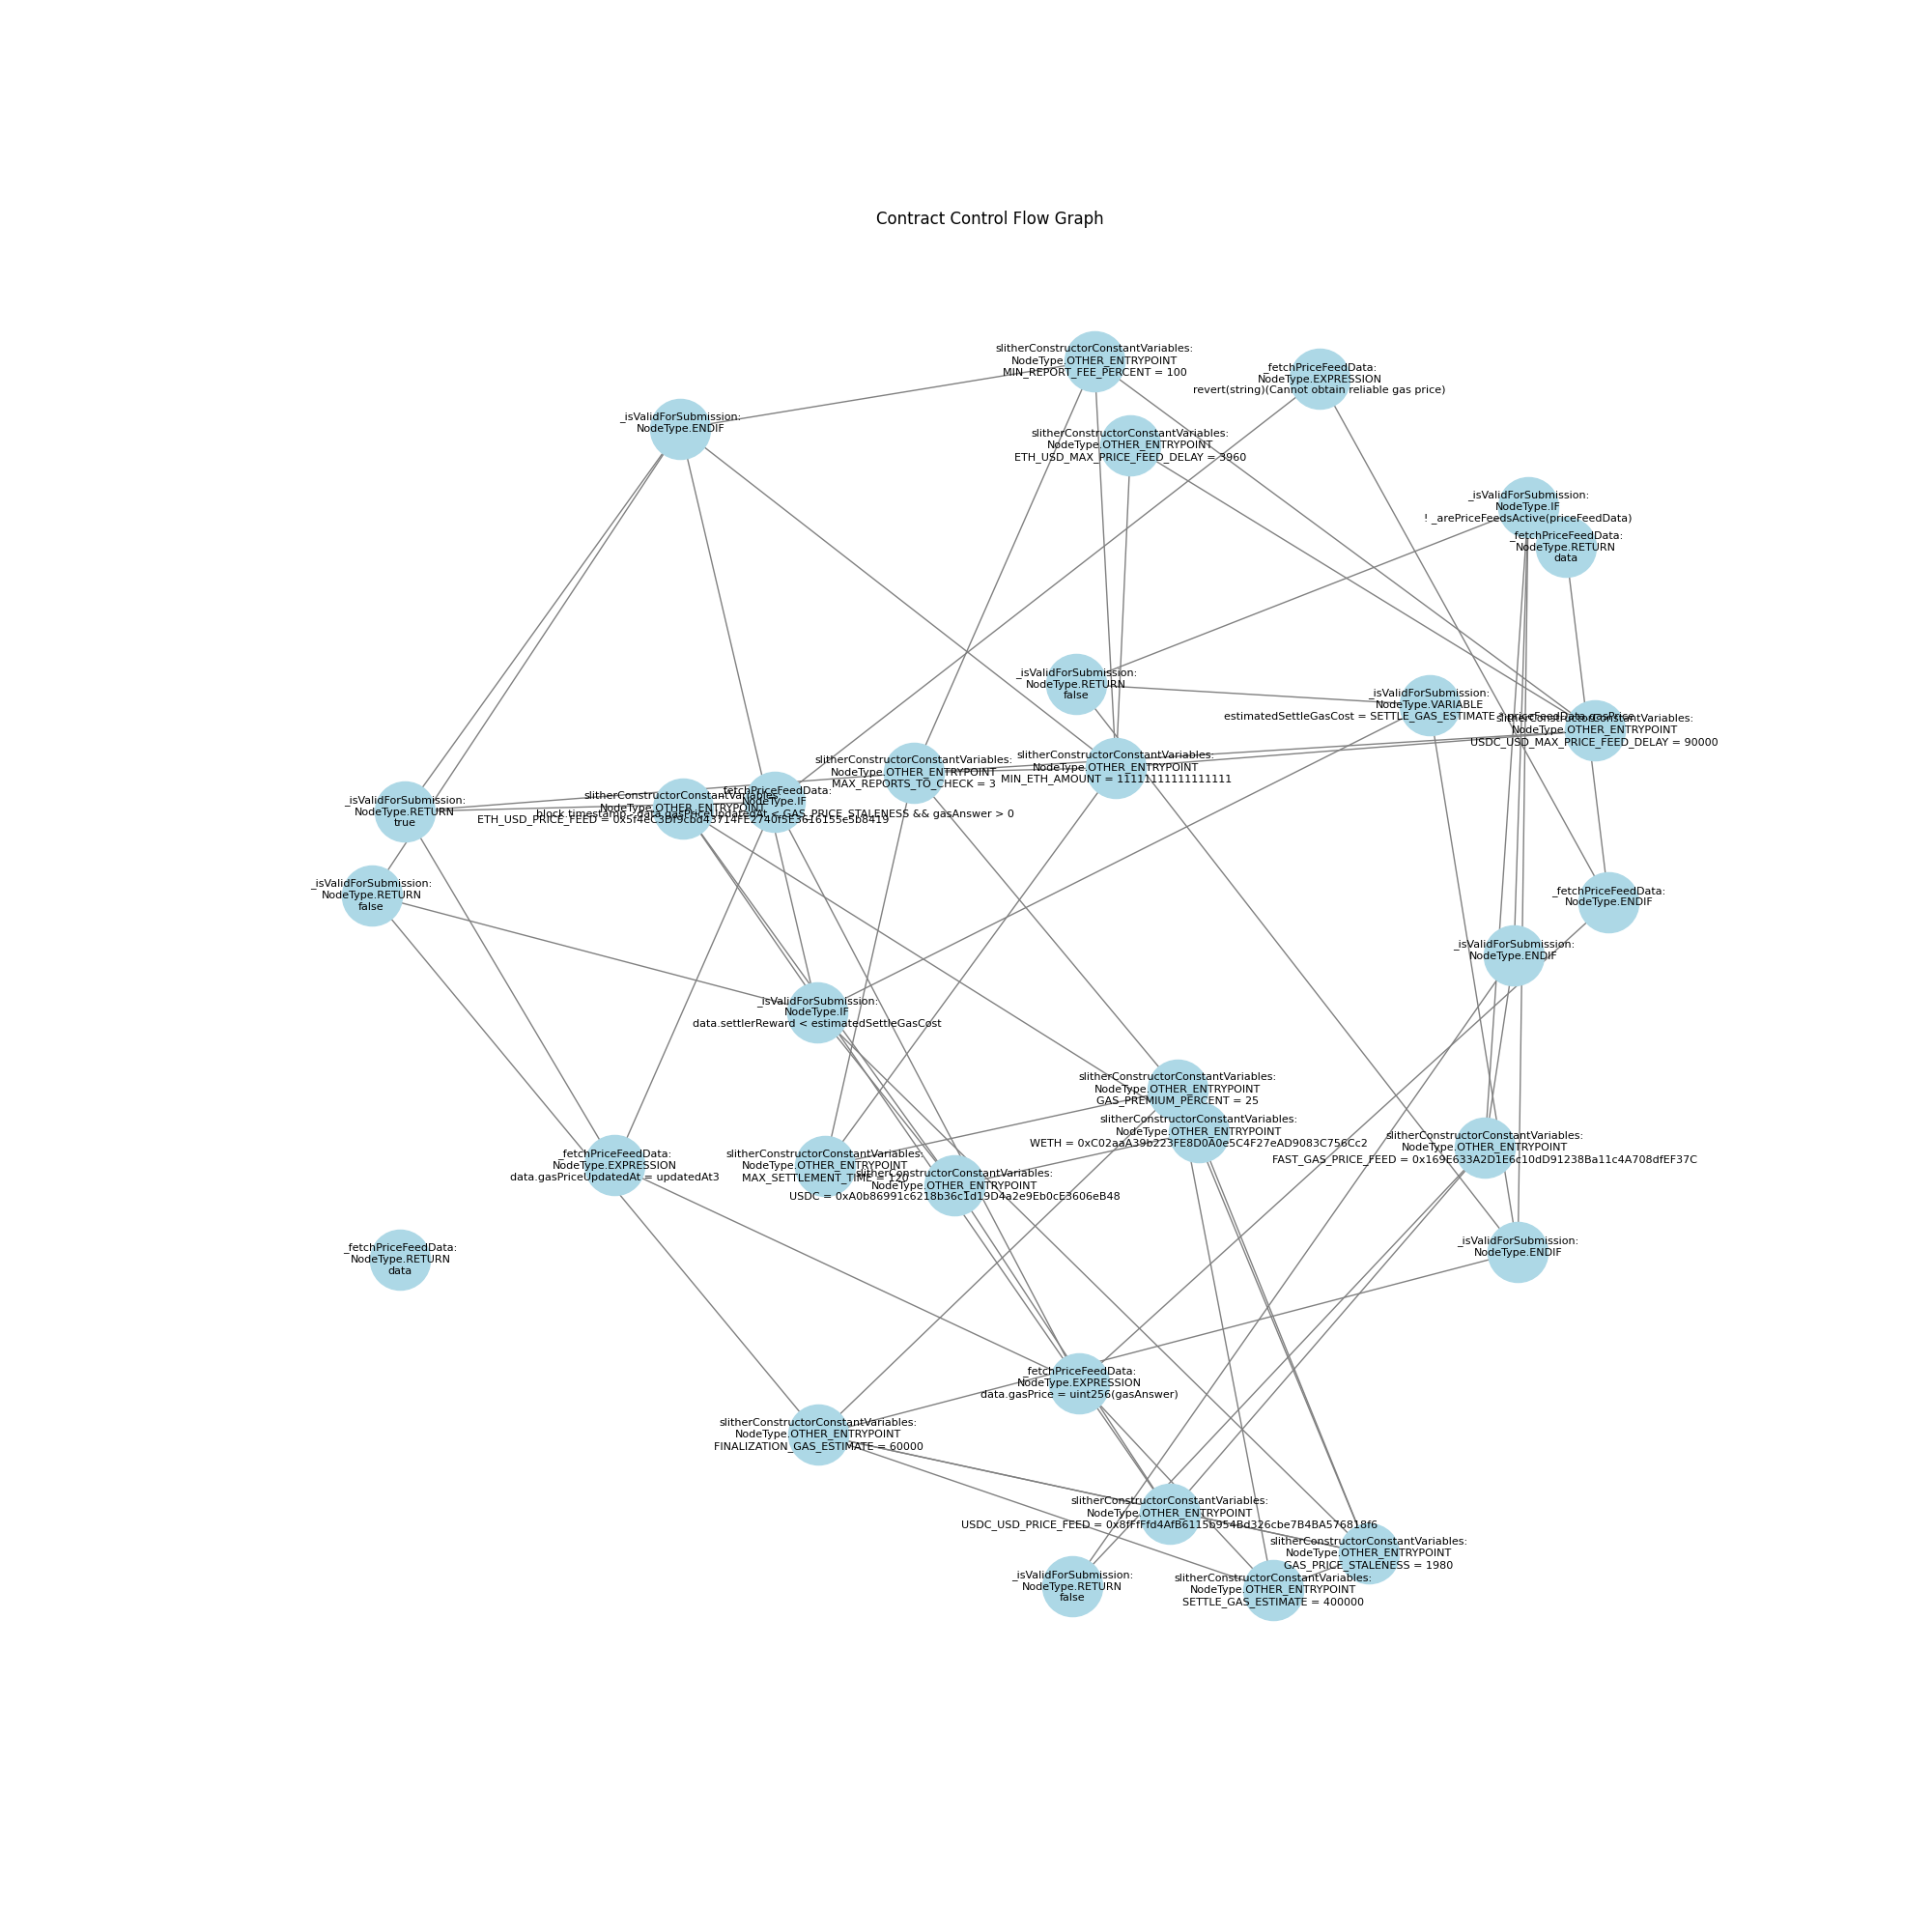 Contract Control Flow Graph
slitherConstructorConstantVariables:
NodeType.OTHER_ENTRYPOINT
MIN_REPORT_FEE_PERCENT = 100
_fetchPriceFeedData:
NodeType.EXPRESSION
revert(string)(Cannot obtain reliable gas price)
_isValidForSubmission:
NodeType.ENDIF
slitherConstructorConstantVariables:
NodeType.OTHER_ENTRYPOINT
ETH_USD_MAX_PRICE_FEED_DELAY = 3960
_isValidForSubmission:
NodeType.IF
! _arePriceFeedsActive(priceFeedData)
_fetchPriceFeedData:
NodeType.RETURN
data
_isValidForSubmission:
NodeType.RETURN
false
_isValidForSubmission:
NodeType.VARIABLE
estimatedSettleGasCost = SETTLE_GAS_ESTIMATE * priceFeedData.gasPrice
slitherConstructorConstantVariables:
NodeType.OTHER_ENTRYPOINT
USDC_USD_MAX_PRICE_FEED_DELAY = 90000
slitherConstructorConstantVariables:
NodeType.OTHER_ENTRYPOINT
MAX_REPORTS_TO_CHECK = 3
slitherConstructorConstantVariables:
NodeType.OTHER_ENTRYPOINT
MIN_ETH_AMOUNT = 11111111111111111
_isValidForSubmission:
NodeType.RETURN
true
slitherConstructorConstantVariables:
NodeType.OTHER_ENTRYPOINT
ETH_USD_PRICE_FEED =
_fetchPriceFeedData:
NodeType.IF
block.timestamp - data.gasPriceUpdatedAt < GAS_PRICE_STALENESS && gasAnswer > 0
_isValidForSubmission:
NodeType.RETURN
false
_fetchPriceFeedData:
NodeType.ENDIF
_isValidForSubmission:
NodeType.ENDIF
_isValidForSubmission:
NodeType.IF
data.settlerReward < estimatedSettleGasCost
slitherConstructorConstantVariables:
NodeType.OTHER_ENTRYPOINT
GAS_PREMIUM_PERCENT = 25
slitherConstructorConstantVariables:
NodeType.OTHER_ENTRYPOINT
WETH = 0xC02aaA39b223FE8D0A0e5C4F27eAD9083C756Cc2
slitherConstructorConstantVariables:
NodeType.OTHER_ENTRYPOINT
FAST_GAS_PRICE_FEED = 0x169E633A2D1E6c10dD91238Ba11c4A708dfEF37C
_fetchPriceFeedData:
NodeType.EXPRESSION
data.gasPriceUpdatedAt = updatedAt3
slitherConstructorConstantVariables:
NodeType.OTHER_ENTRYPOINT
MAX_SETTLEMENT_TIME = 120
slitherConstructorConstantVariables:
NodeType.OTHER_ENTRYPOINT
USDC = 0xA0b86991c6218b36c1d19D4a2e9Eb0cE3606eB48
_fetchPriceFeedData:
NodeType.RETURN
data
_isValidForSubmission:
NodeType.ENDIF
_fetchPriceFeedData:
NodeType.EXPRESSION
data.gasPrice = uint256(gasAnswer)
slitherConstructorConstantVariables:
NodeType.OTHER_ENTRYPOINT
FINALIZATION_GAS_ESTIMATE = 60000
slitherConstructorConstantVariables:
NodeType.OTHER_ENTRYPOINT
USDC_USD_PRICE_FEED = 0x8fFfFfd4AfB6115b954Bd326cbe7B4BA576818f6
slitherConstructorConstantVariables:
NodeType.OTHER_ENTRYPOINT
GAS_PRICE_STALENESS = 1980
_isValidForSubmission:
NodeType.RETURN
false
slitherConstructorConstantVariables:
NodeType.OTHER_ENTRYPOINT
SETTLE_GAS_ESTIMATE = 400000